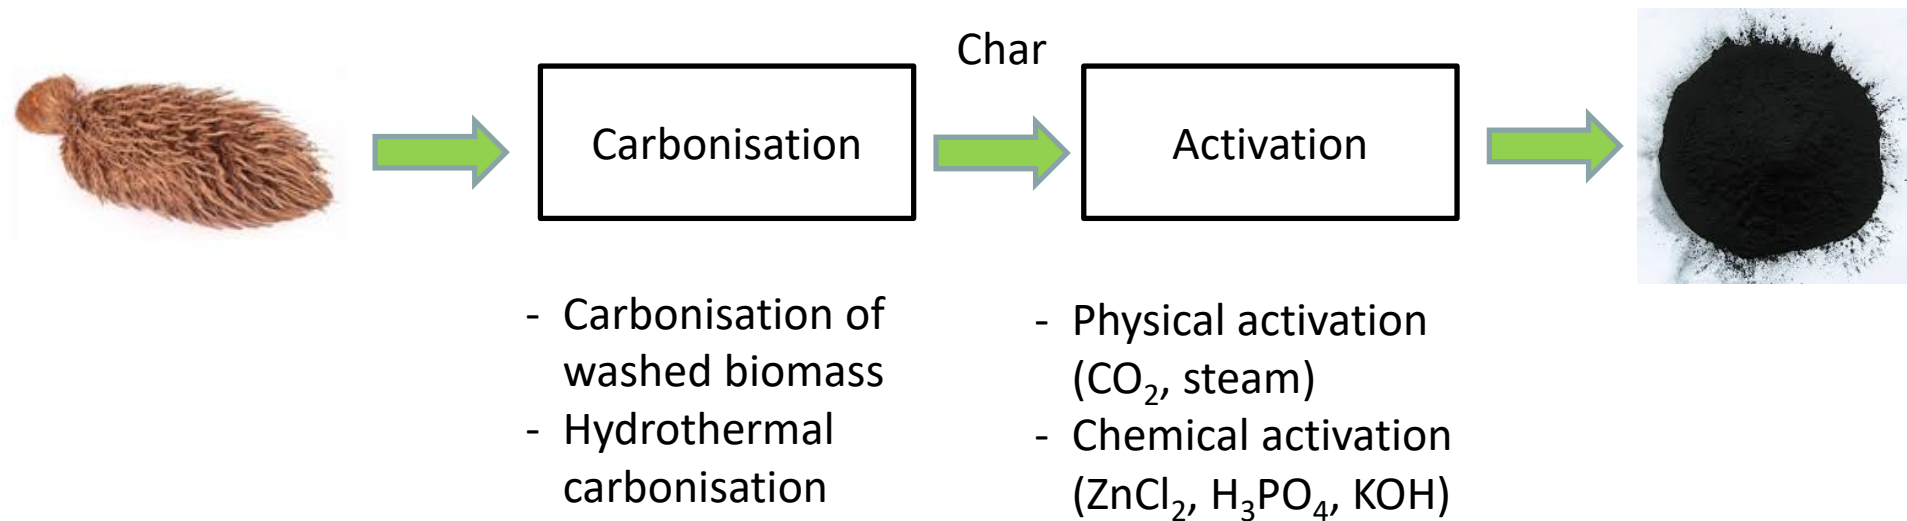 Char
Carbonisation
Activation
- Carbonisation of
washed biomass
- Hydrothermal
carbonisation
- Physical activation
(CO₂, steam)
- Chemical activation
(ZnCl₂, H₃PO₄, KOH)